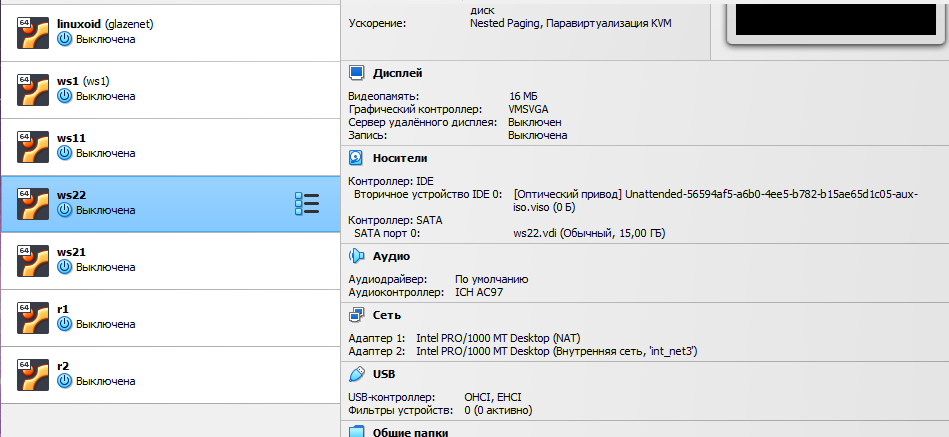 64
linuxoid (glazenet)
Выключена
64
ws1 (ws1)
Выключена
64
ws11
Выключена
64
ws22
Выключена
64
ws21
Выключена
64
r1
Выключена
64
r2
Выключена
диск
Ускорение: Nested Paging, Паравиртуализация KVM
Дисплей
Видеопамять: 16 МБ
Графический контроллер: VMSVGA
Сервер удалённого дисплея: Выключен
Запись: Выключена
Носители
Контроллер: IDE
Вторичное устройство IDE 0: [Оптический привод] Unattended-56594af5-a6b0-4ee5-b782-b15ae65d1c05-aux-
iso.viso (0 Б)
Контроллер: SATA
SATA порт 0: ws22.vdi (Обычный, 15,00 ГБ)
Аудио
Аудиодрайвер: По умолчанию
Аудиоконтроллер: ICH AC97
Сеть
Адаптер 1: Intel PRO/1000 MT Desktop (NAT)
Адаптер 2: Intel PRO/1000 MT Desktop (Внутренняя сеть, 'int_net3')
USB
USB-контроллер: OHCI, EHCI
Фильтры устройств: 0 (0 активно)
Общие папки